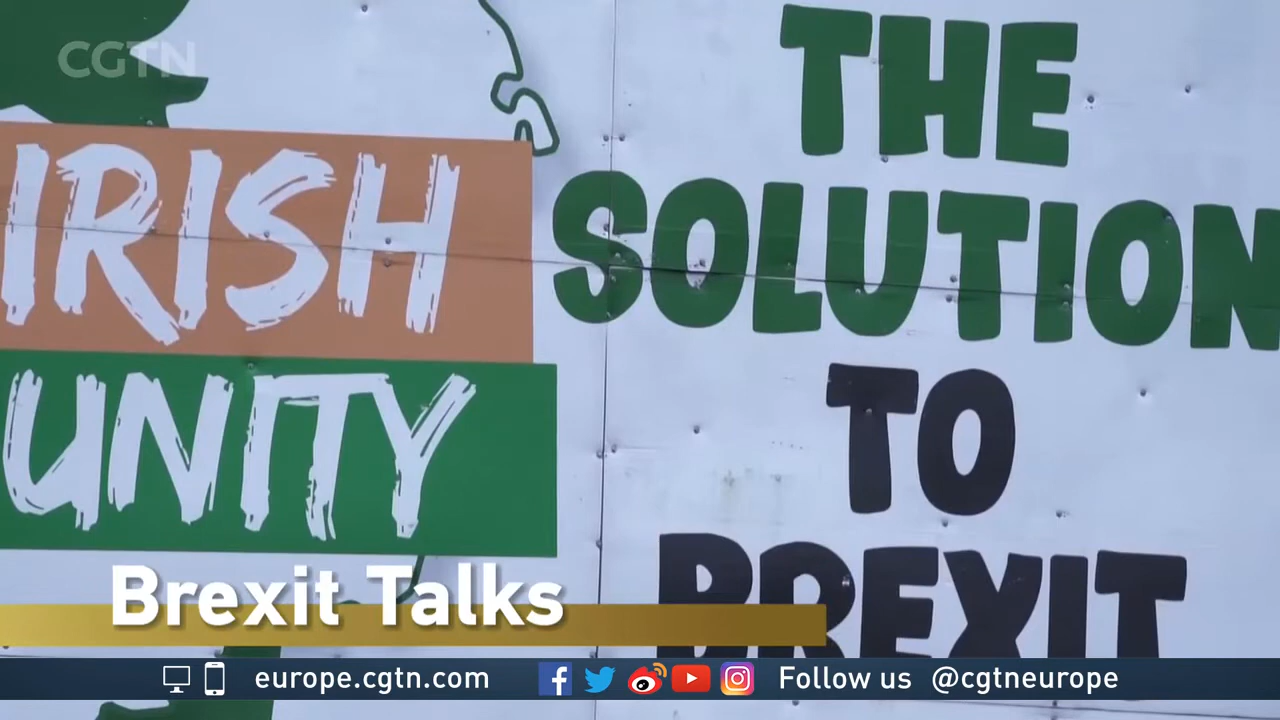 CGTN
IRISH
UNITY
THE
SOLUTION
TO
BREXIT
Brexit Talks
europe.cgtn.com
Follow us @cgtneurope